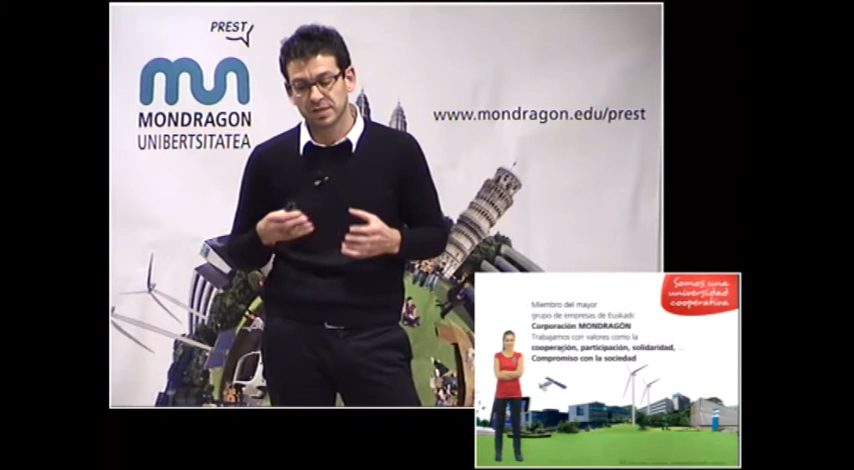 PREST
MONDRAGON
UNIBERTSITATEA
www.mondragon.edu/prest
Somos una
universidad
cooperativa
Miembro del mayor
grupo de empresas de Euskadi
Corporación MONDRAGÓN
Trabajamos con valores como la
cooperación, participación, solidaridad, ...
Compromiso con la sociedad